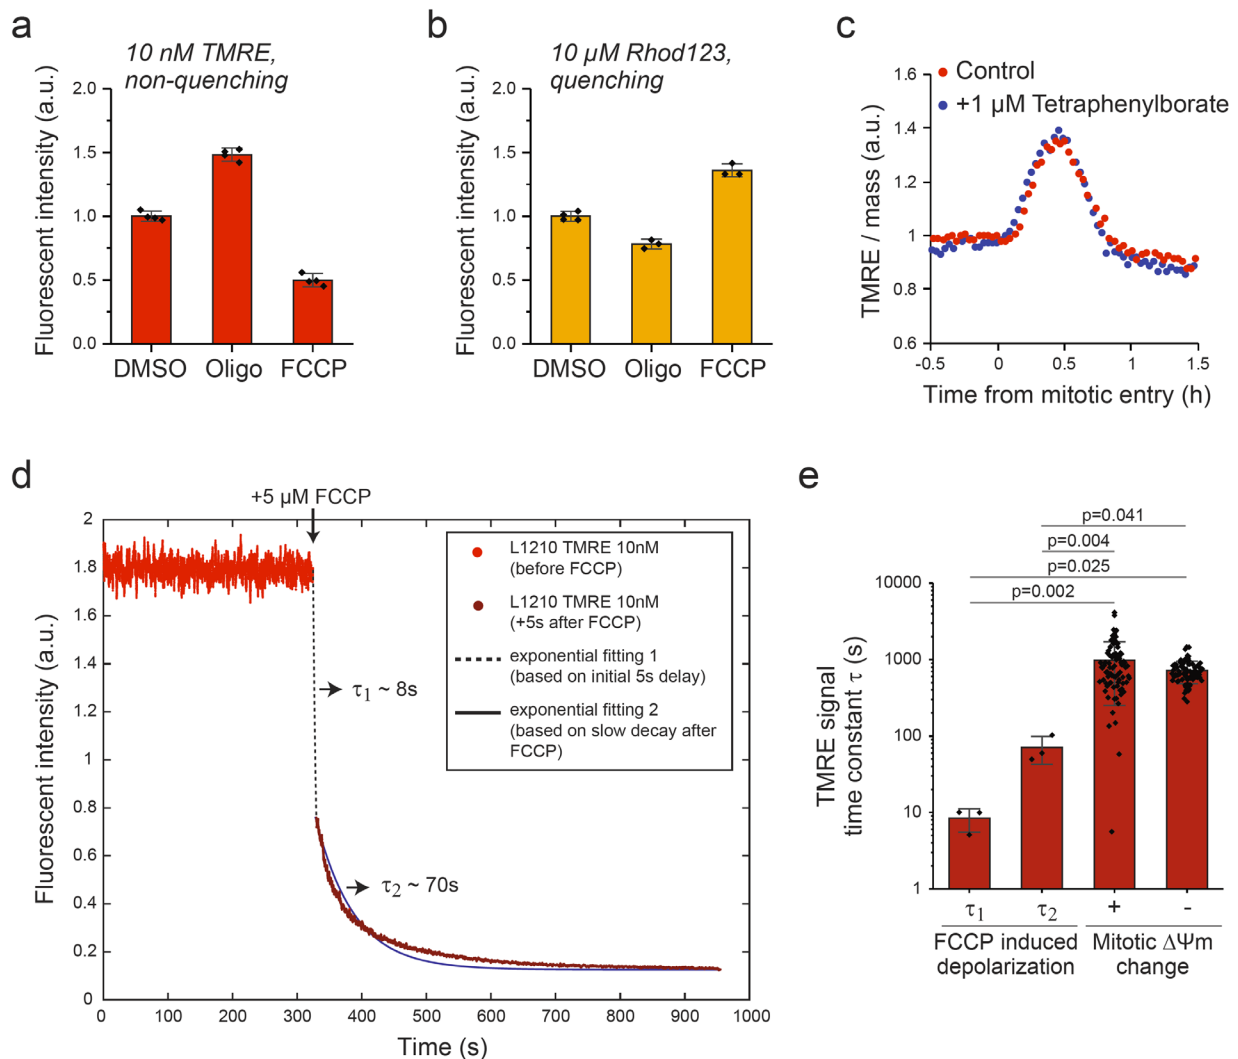 a
10 nM TMRE,
non-quenching
Fluorescent intensity (a.u.)
2.0
1.5
1.0
0.5
0.0
DMSO Oligo FCCP
b
10 µM Rhod123,
quenching
Fluorescent intensity (a.u.)
2.0
1.5
1.0
0.5
0.0
DMSO Oligo FCCP
c
Control
+1 µM Tetraphenylborate
TMRE / mass (a.u.)
1.6
1.4
1.2
1
0.8
0.6
-0.5 0 0.5 1 1.5
Time from mitotic entry (h)
d
+5 µM FCCP
Fluorescent intensity (a.u.)
2
1.8
1.6
1.4
1.2
1
0.8
0.6
0.4
0.2
0
L1210 TMRE 10nM
(before FCCP)
L1210 TMRE 10nM
(+5s after FCCP)
exponential fitting 1
(based on initial 5s delay)
exponential fitting 2
(based on slow decay after
FCCP)
τ1 ~ 8s
τ2 ~ 70s
0 100 200 300 400 500 600 700 800 900 1000
Time (s)
e
p=0.041
p=0.004
p=0.025
p=0.002
TMRE signal
time constant τ (s)
10000
1000
100
10
1
τ1 τ2 + -
FCCP induced
depolarization
Mitotic ΔΨm
change